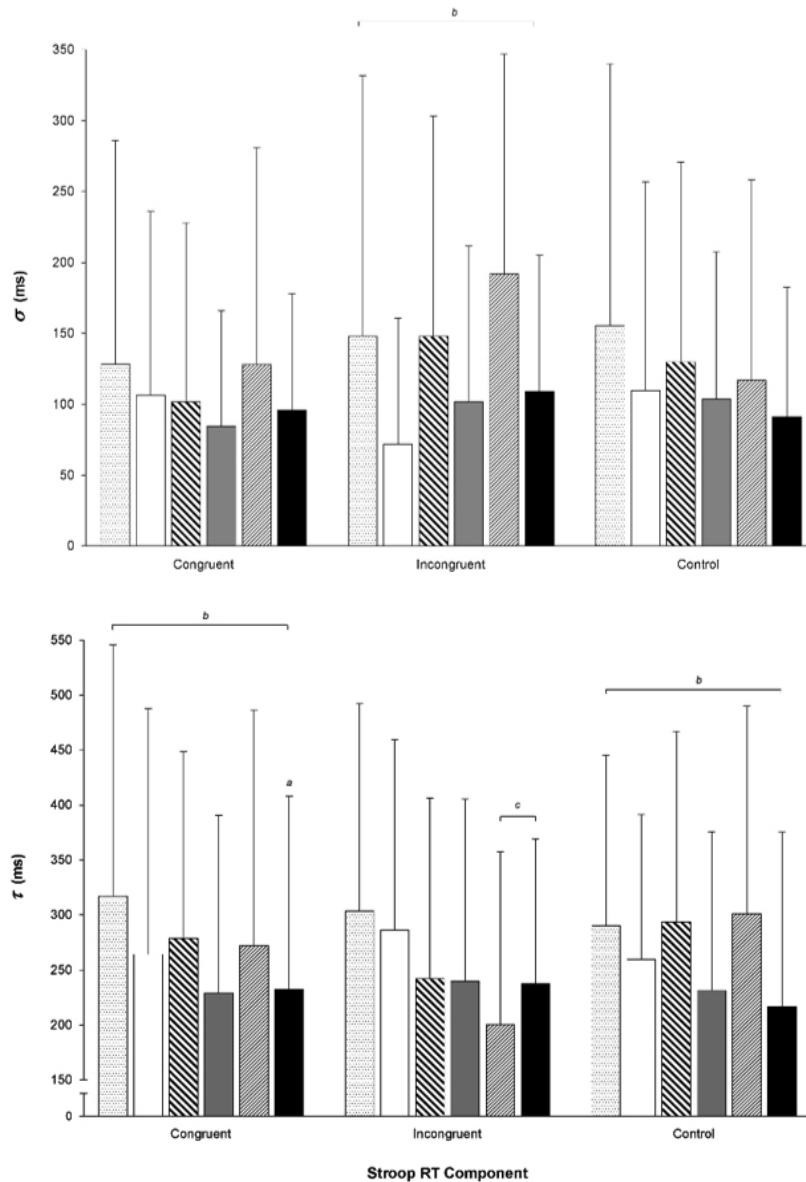 b
350
300
250
200
150
100
50
0
σ (ms)
Congruent Incongruent Control
b
550
500
450
400
350
300
250
200
150
0
τ (ms)
b
a
c
Congruent Incongruent Control
Stroop RT Component